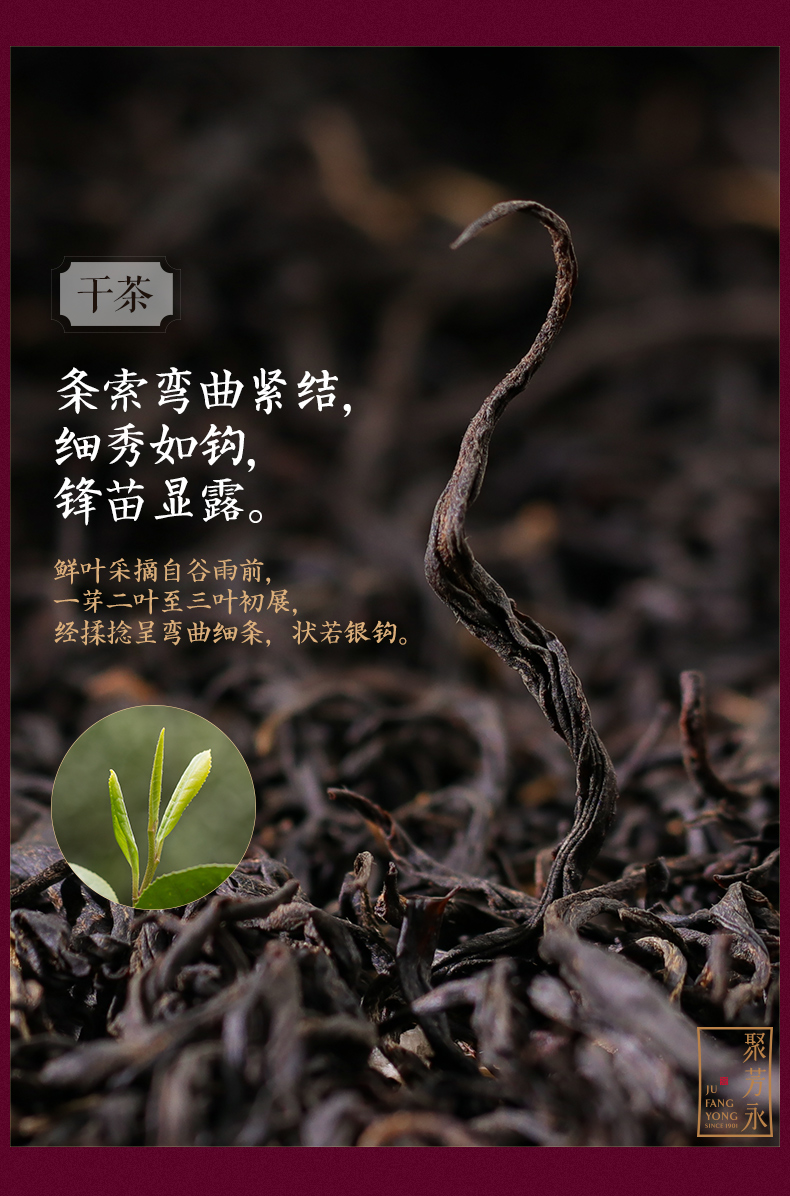 干茶
条索弯曲紧结，
细秀如钩，
锋苗显露。
鲜叶采摘自谷雨前，
一芽二叶至三叶初展，
经揉捻呈弯曲细条，状若银钩。
聚芳永
JU
FANG
YONG
SINCE 1901